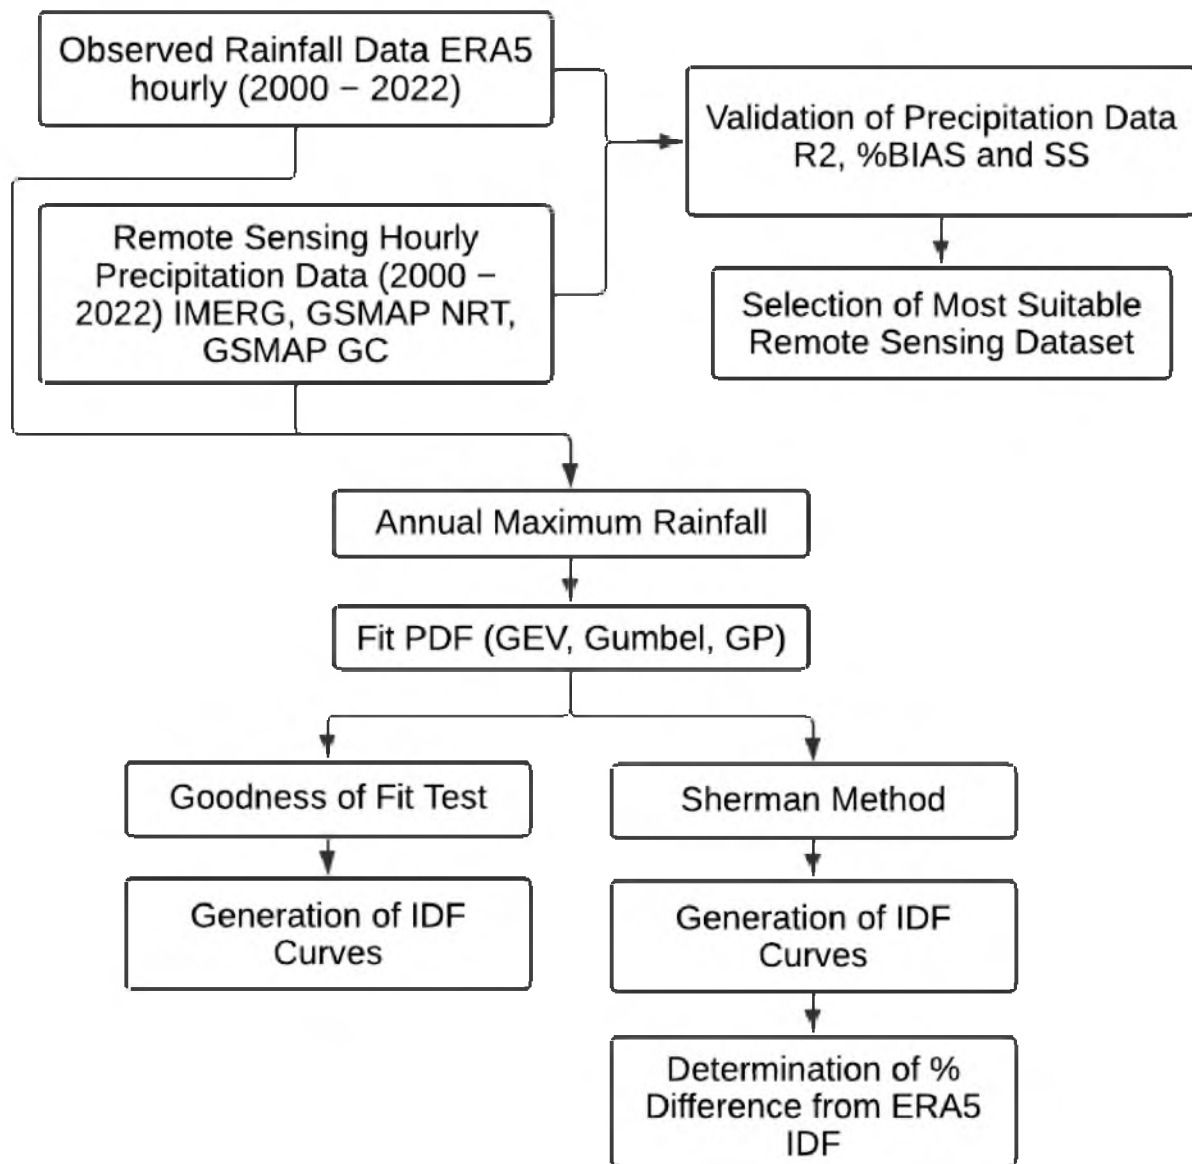 Observed Rainfall Data ERA5
hourly (2000 – 2022)
Validation of Precipitation Data
R2, %BIAS and SS
Remote Sensing Hourly
Precipitation Data (2000 –
2022) IMERG, GSMAP NRT,
GSMAP GC
Selection of Most Suitable
Remote Sensing Dataset
Annual Maximum Rainfall
Fit PDF (GEV, Gumbel, GP)
Goodness of Fit Test
Sherman Method
Generation of IDF
Curves
Generation of IDF
Curves
Determination of %
Difference from ERA5
IDF